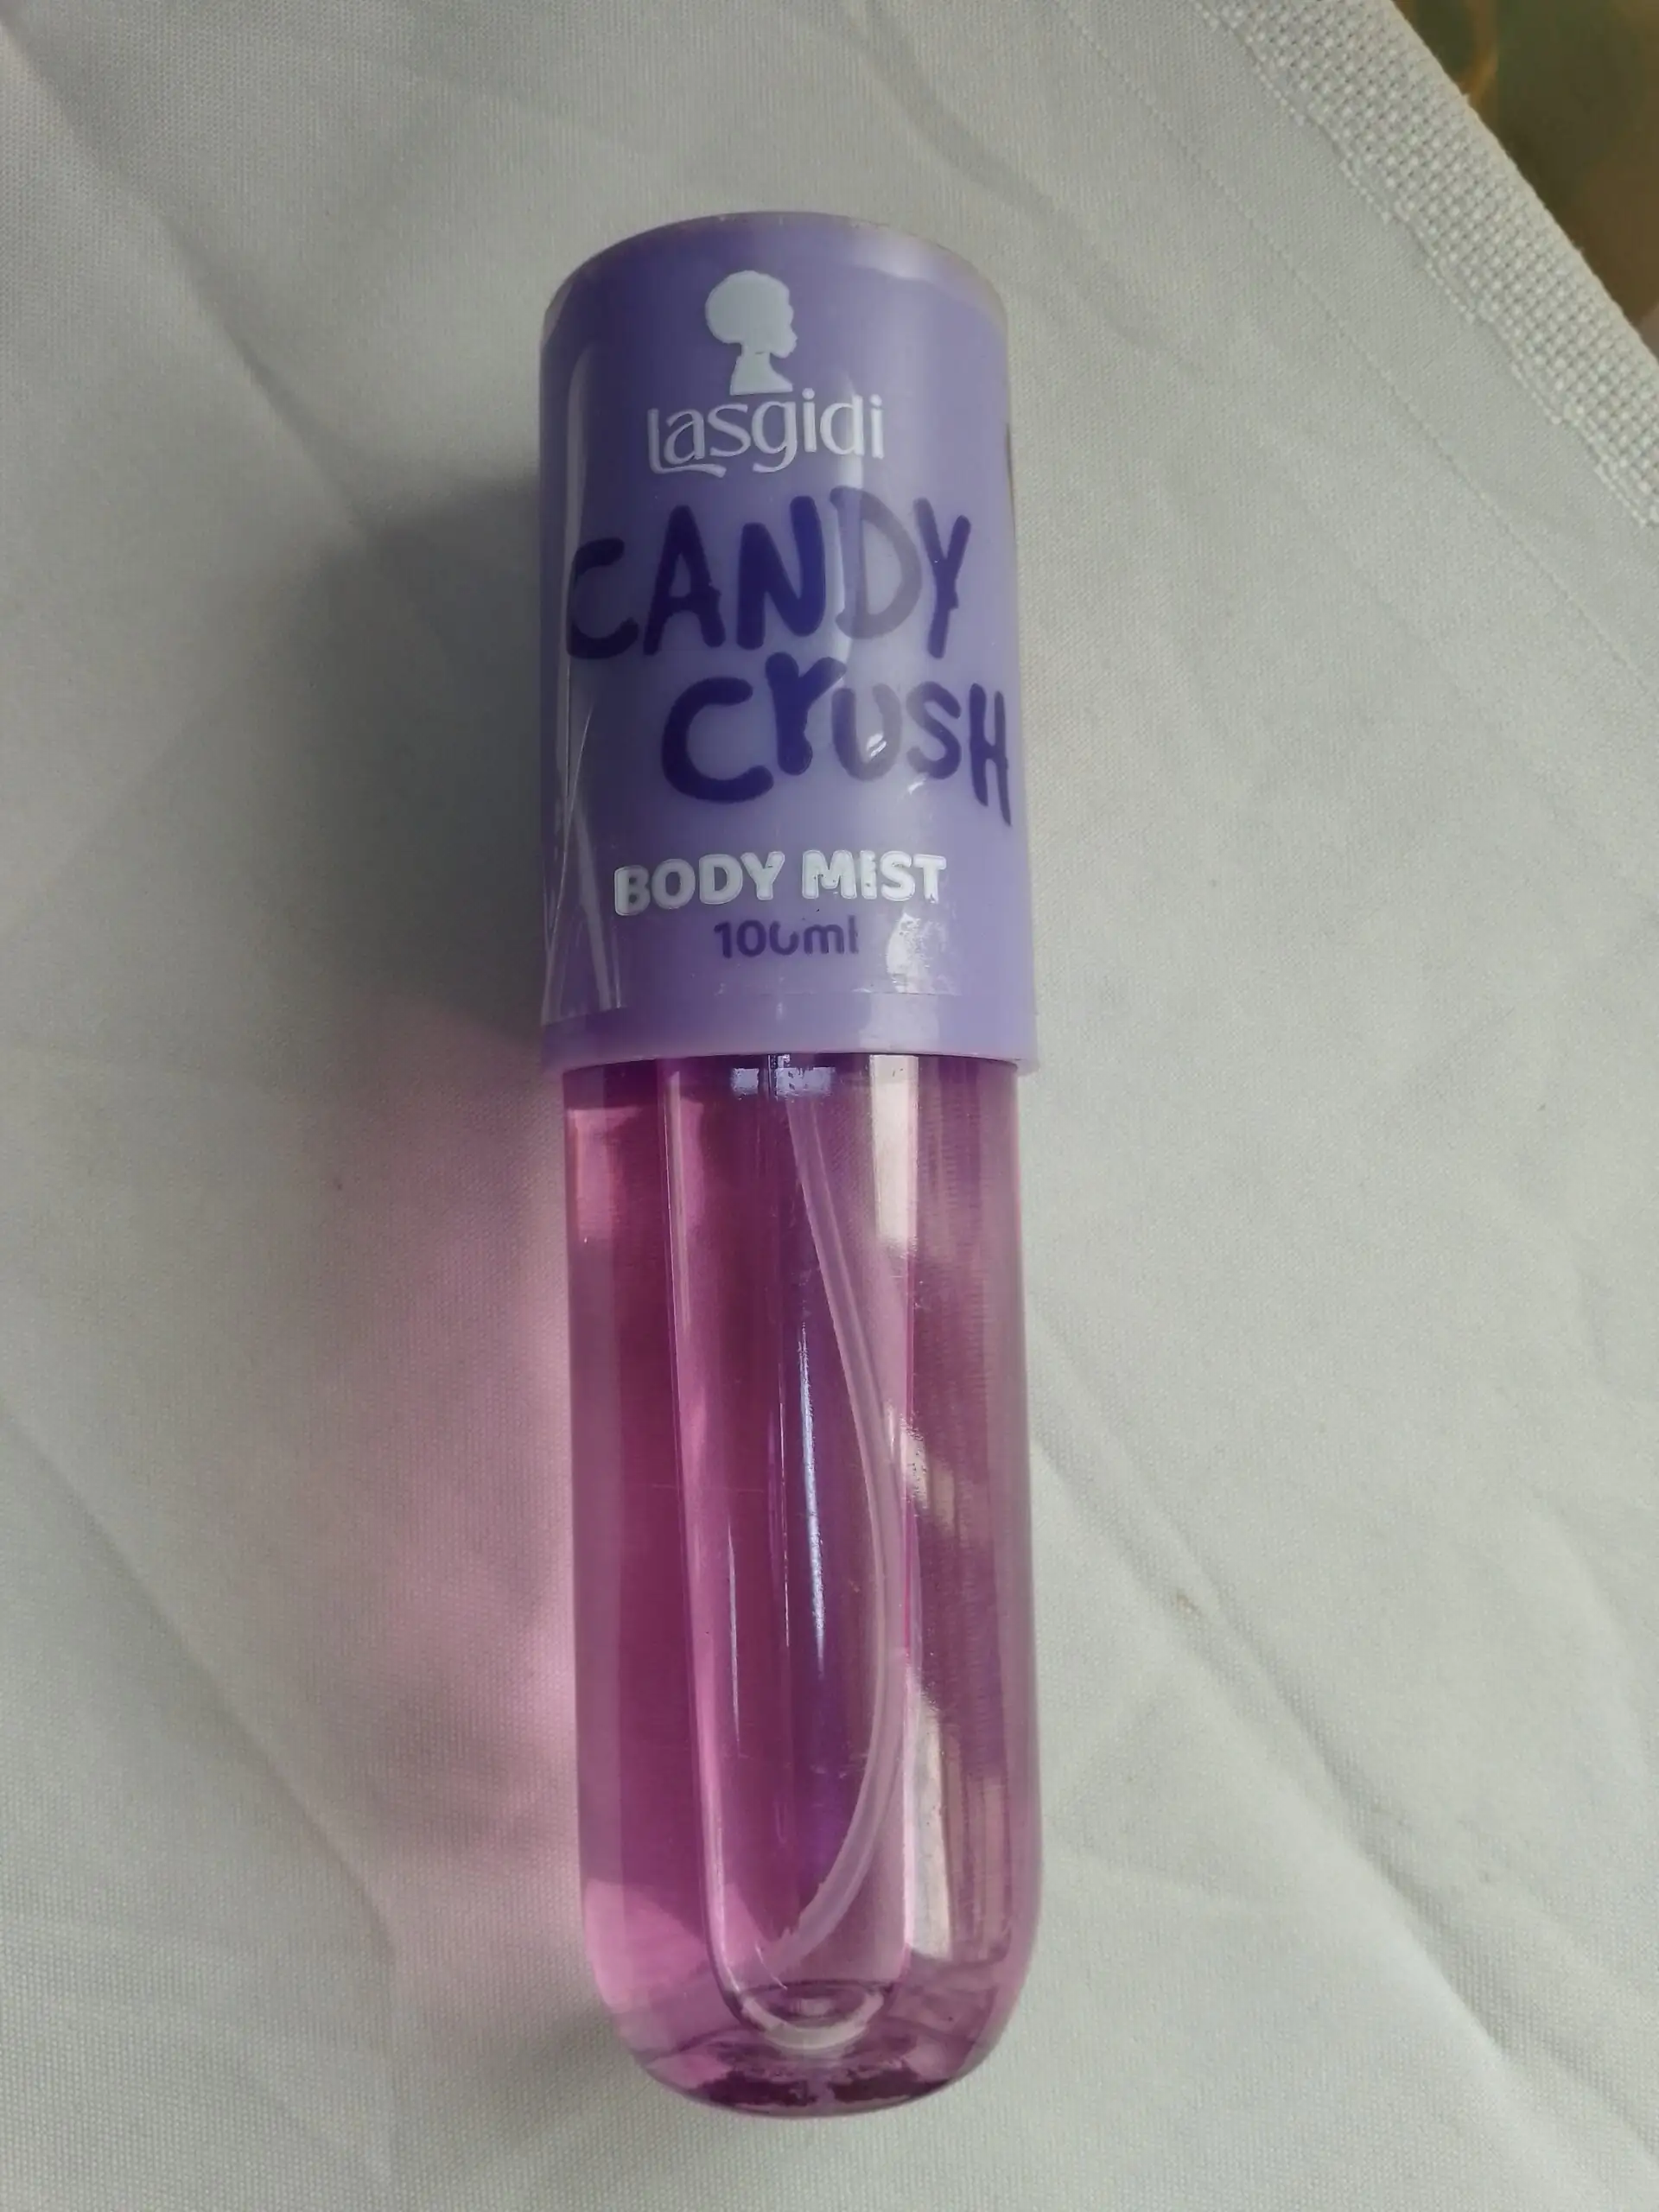 Lasgidi
CANDY
CrUSH
BODY MIST
100ml